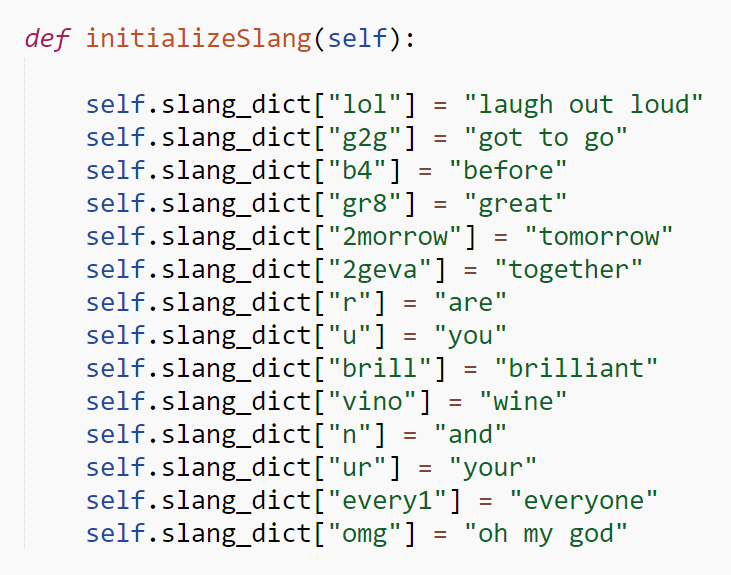 def initializeSlang(self):
self.slang_dict["lol"] = "laugh out loud"
self.slang_dict["g2g"] = "got to go"
self.slang_dict["b4"] = "before"
self.slang_dict["gr8"] = "great"
self.slang_dict["2morrow"] = "tomorrow"
self.slang_dict["2geva"] = "together"
self.slang_dict["r"] = "are"
self.slang_dict["u"] = "you"
self.slang_dict["brill"] = "brilliant"
self.slang_dict["vino"] = "wine"
self.slang_dict["n"] = "and"
self.slang_dict["ur"] = "your"
self.slang_dict["every1"] = "everyone"
self.slang_dict["omg"] = "oh my god"